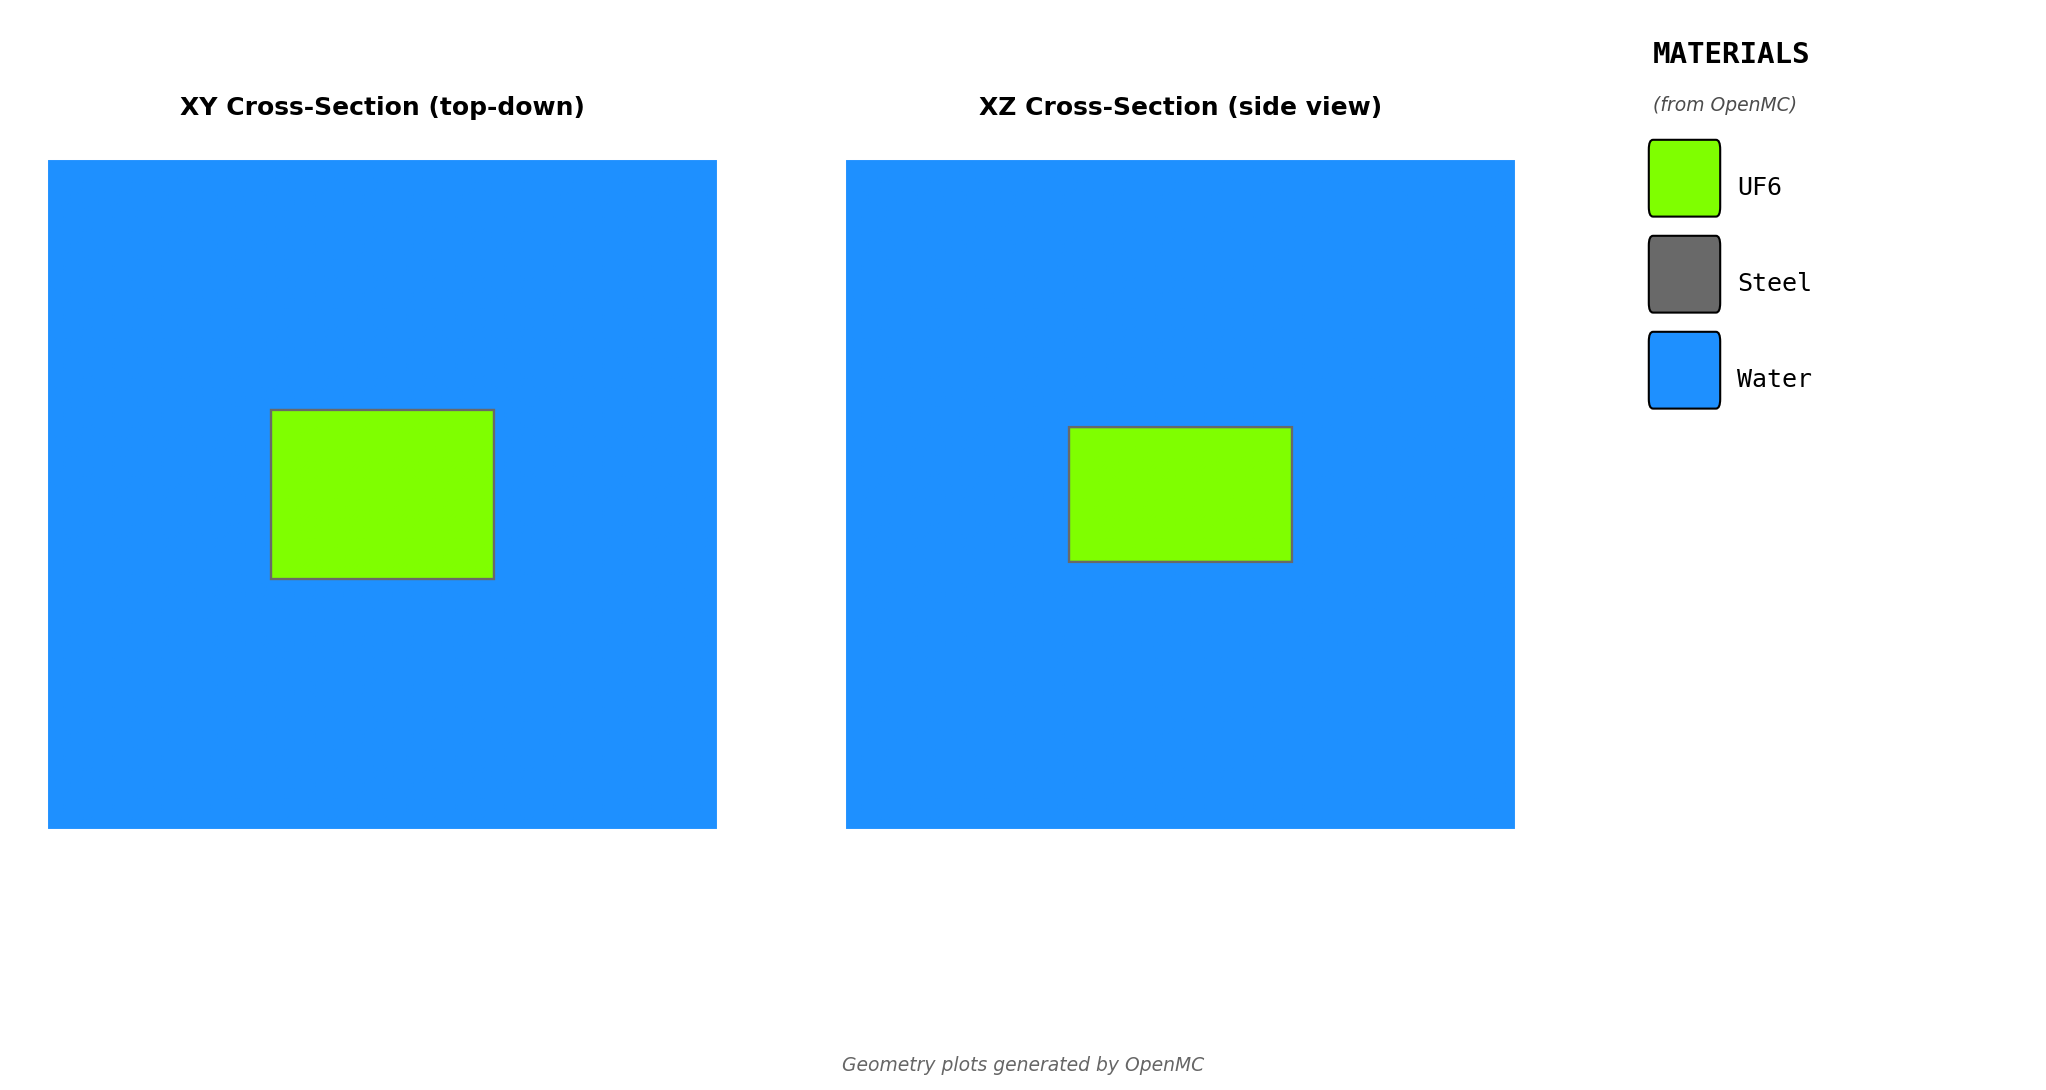 XY Cross-Section (top-down)
XZ Cross-Section (side view)
MATERIALS
(from OpenMC)
UF6
Steel
Water
Geometry plots generated by OpenMC